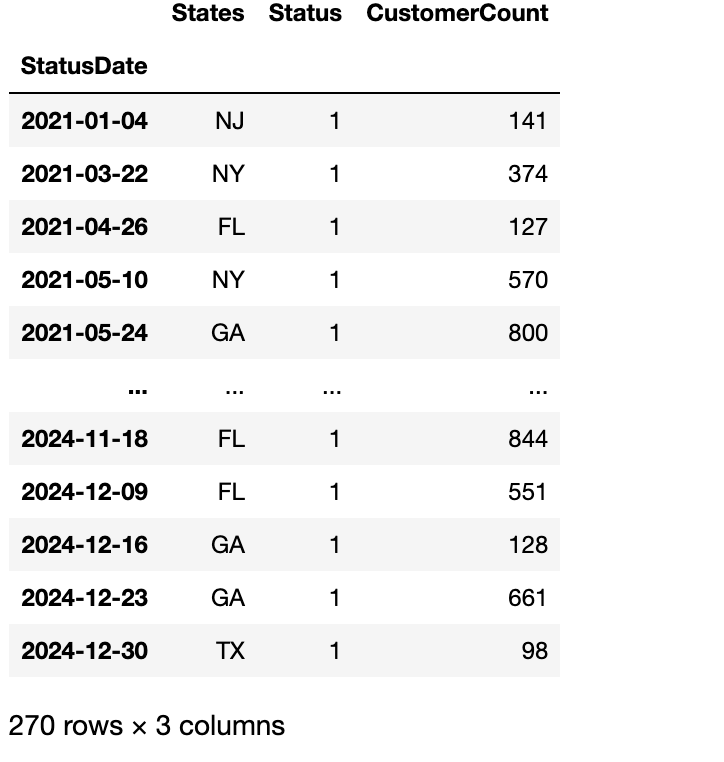 States Status CustomerCount
StatusDate
2021-01-04 NJ 1 141
2021-03-22 NY 1 374
2021-04-26 FL 1 127
2021-05-10 NY 1 570
2021-05-24 GA 1 800
... ... ... ...
2024-11-18 FL 1 844
2024-12-09 FL 1 551
2024-12-16 GA 1 128
2024-12-23 GA 1 661
2024-12-30 TX 1 98
270 rows × 3 columns